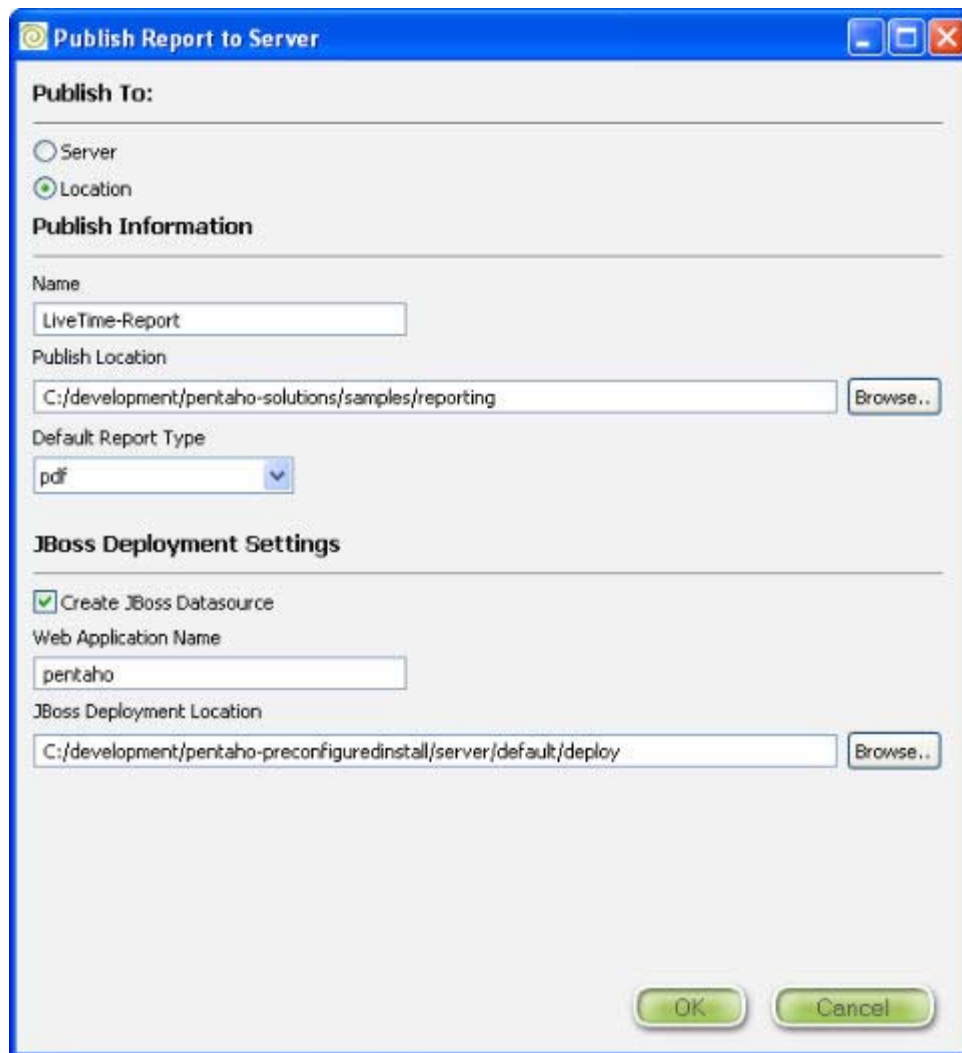 Publish Report to Server
Publish To:
Server
Location
Publish Information
Name
LiveTime-Report
Publish Location
C:/development/pentaho-solutions/samples/reporting
Browse..
Default Report Type
pdf
JBoss Deployment Settings
Create JBoss Datasource
Web Application Name
pentaho
JBoss Deployment Location
C:/development/pentaho-preconfiguredinstall/server/default/deploy
Browse..
OK
Cancel